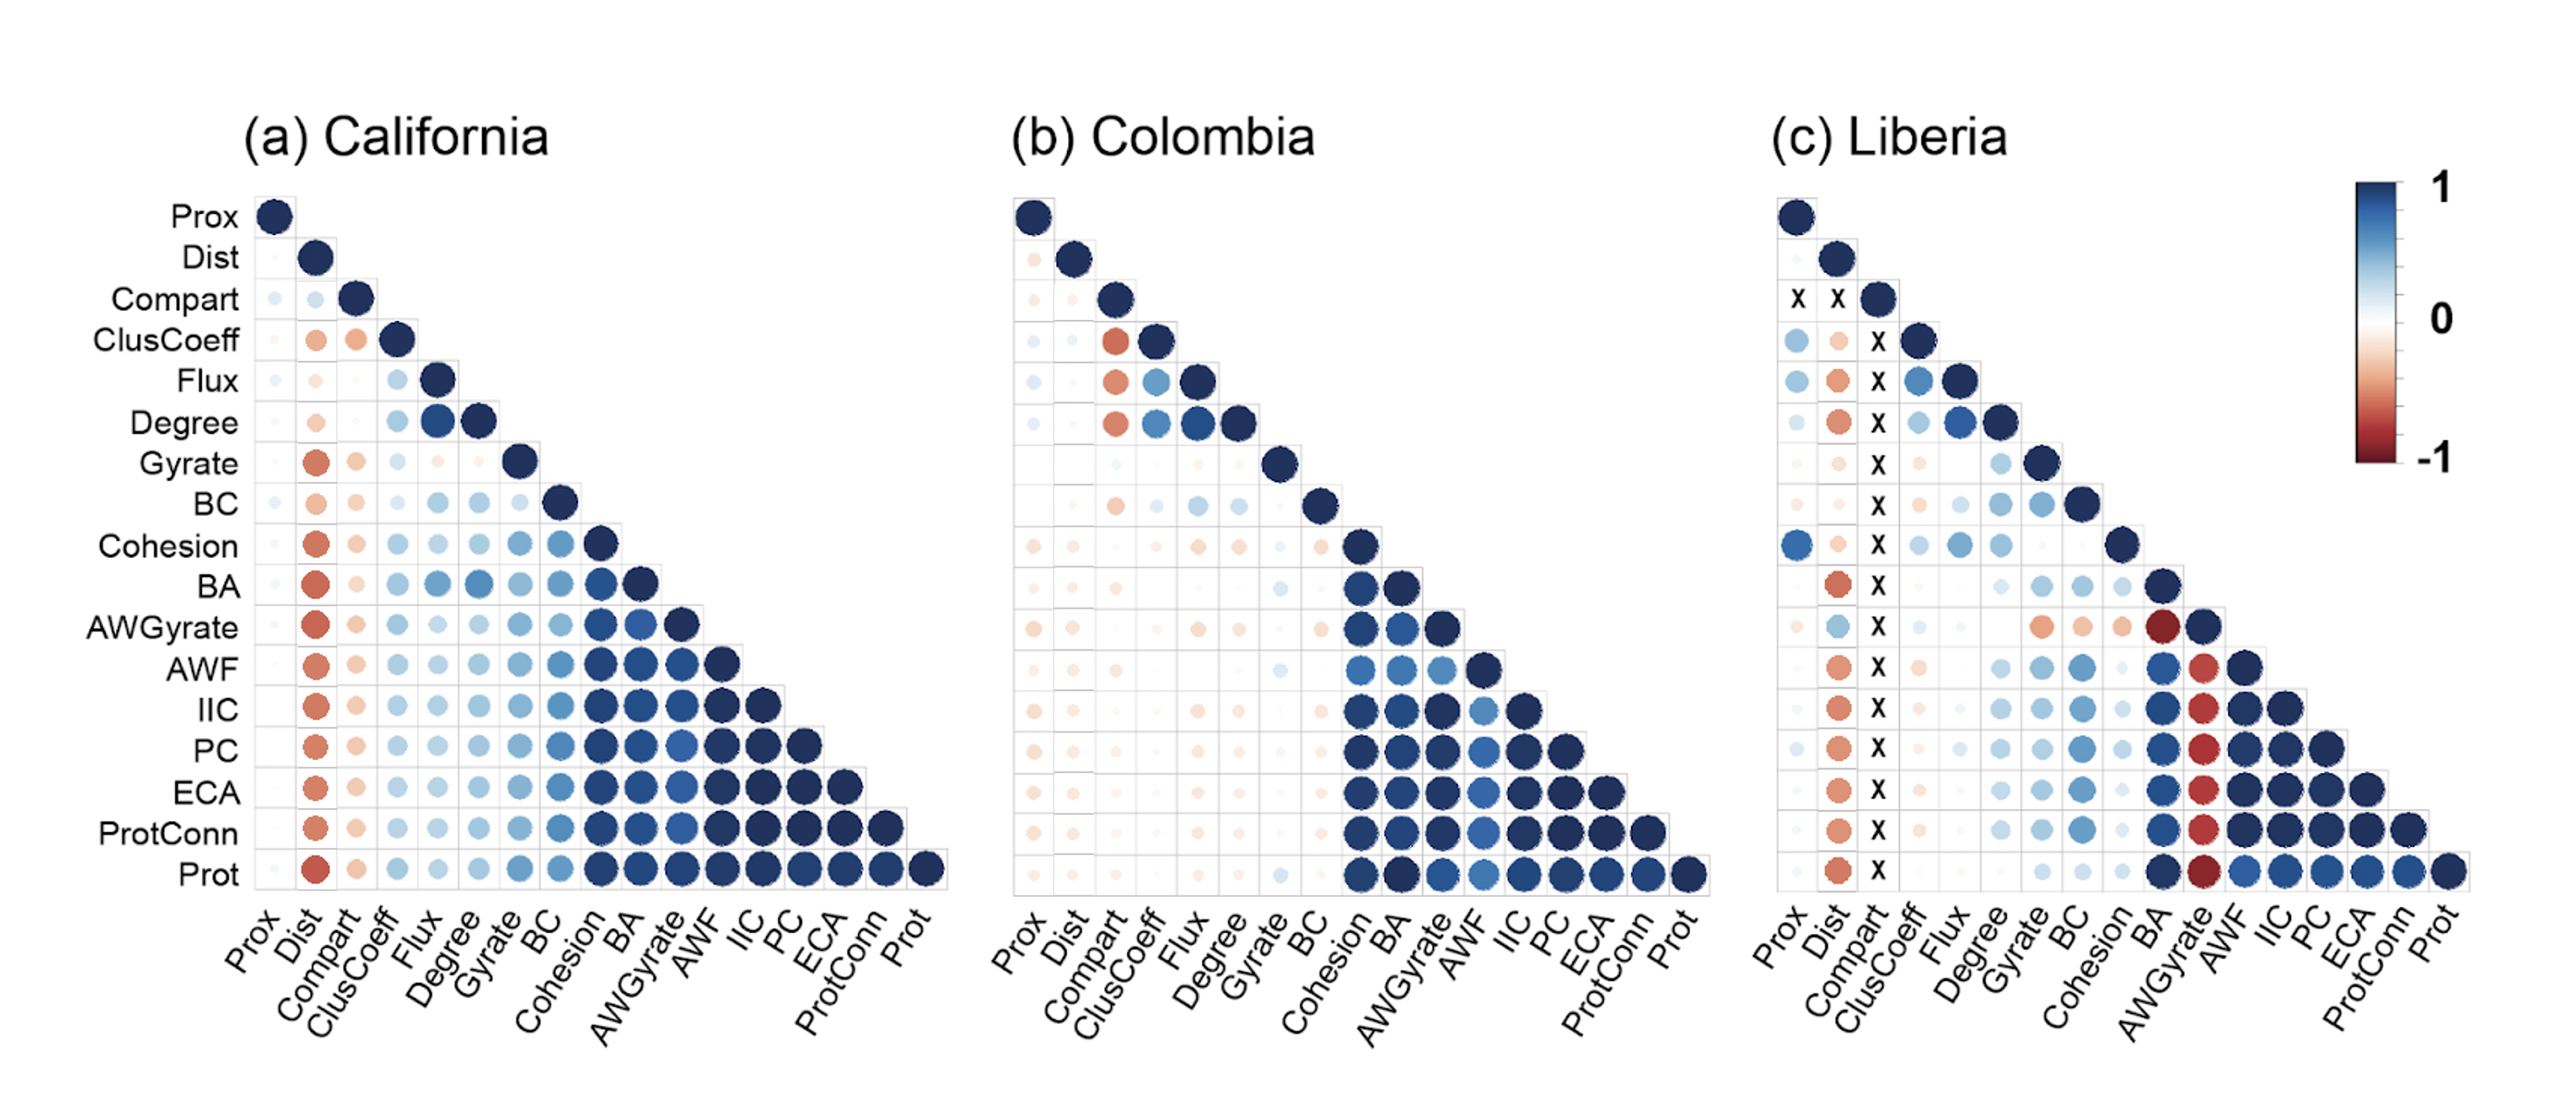 (a) California
(b) Colombia
(c) Liberia
Prox
Dist
Compart
ClusCoeff
Flux
Degree
Gyrate
BC
Cohesion
BA
AWGyrate
AWF
IIC
PC
ECA
ProtConn
Prot
Prox
Dist
Compart
ClusCoeff
Flux
Degree
Gyrate
BC
Cohesion
BA
AWGyrate
AWF
IIC
PC
ECA
ProtConn
Prot
Prox
Dist
Compart
ClusCoeff
Flux
Degree
Gyrate
BC
Cohesion
BA
AWGyrate
AWF
IIC
PC
ECA
ProtConn
Prot
X X
X
X
X
X
X
X
X
X
X
X
X
X
X
X
Prox
Dist
Compart
ClusCoeff
Flux
Degree
Gyrate
BC
Cohesion
BA
AWGyrate
AWF
IIC
PC
ECA
ProtConn
Prot
1
0
-1